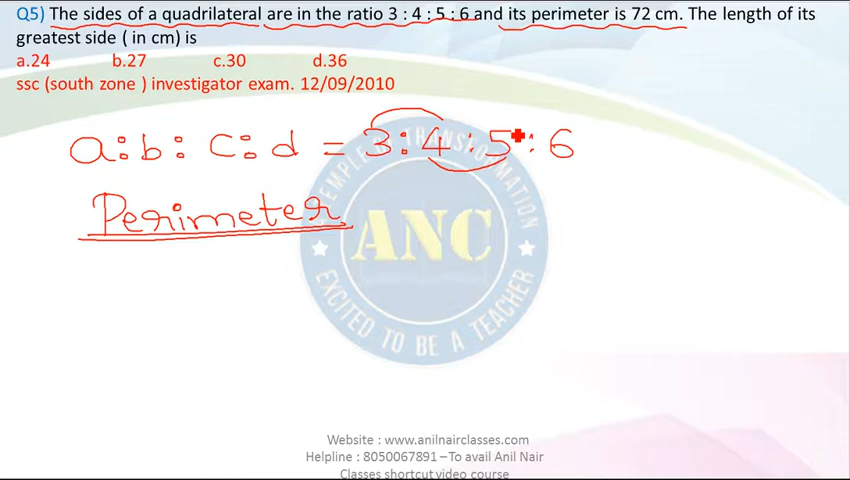 Q5) The sides of a quadrilateral are in the ratio 3 : 4 : 5 : 6 and its perimeter is 72 cm. The length of its
greatest side ( in cm) is
a.24 b.27 c.30 d.36
ssc (south zone ) investigator exam. 12/09/2010
a : b : c : d = 3 : 4 : 5 : 6
Perimeter
TEMPLE OF TRANSFORMATION
ANC
EXCITED TO BE A TEACHER
Website : www.anilnairclasses.com
Helpline : 8050067891 – To avail Anil Nair
Classes shortcut video course